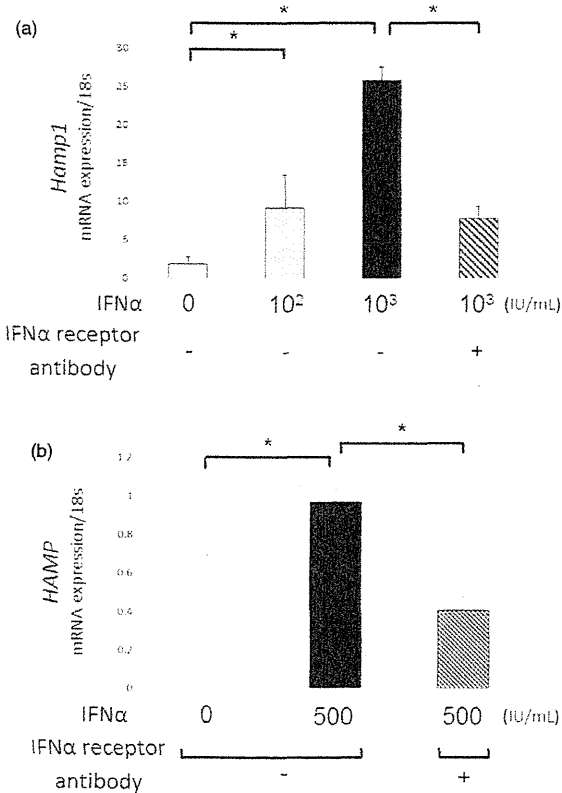 (a)
* *
*
Hamp1
mRNA expression/18s
30
25
20
15
10
5
0
IFNα 0 10² 10³ 10³ (IU/mL)
IFNα receptor
antibody - - - +
(b)
* *
HAMP
mRNA expression/18s
1.2
1
0.8
0.6
0.4
0.2
0
IFNα 0 500 500 (IU/mL)
IFNα receptor
antibody - +